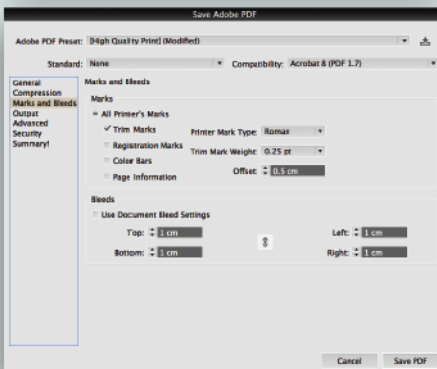 Save Adobe PDF
Adobe PDF Preset: [High Quality Print] (Modified)
Standard: None Compatibility: Acrobat 8 (PDF 1.7)
General
Compression
Marks and Bleeds
Output
Advanced
Security
Summary!
Marks and Bleeds
Marks
All Printer's Marks
Trim Marks
Registration Marks
Color Bars
Page Information
Printer Mark Type: Roman
Trim Mark Weight: 0.25 pt
Offset: 0.5 cm
Bleeds
Use Document Bleed Settings
Top: 1 cm Left: 1 cm
Bottom: 1 cm Right: 1 cm
Cancel Save PDF